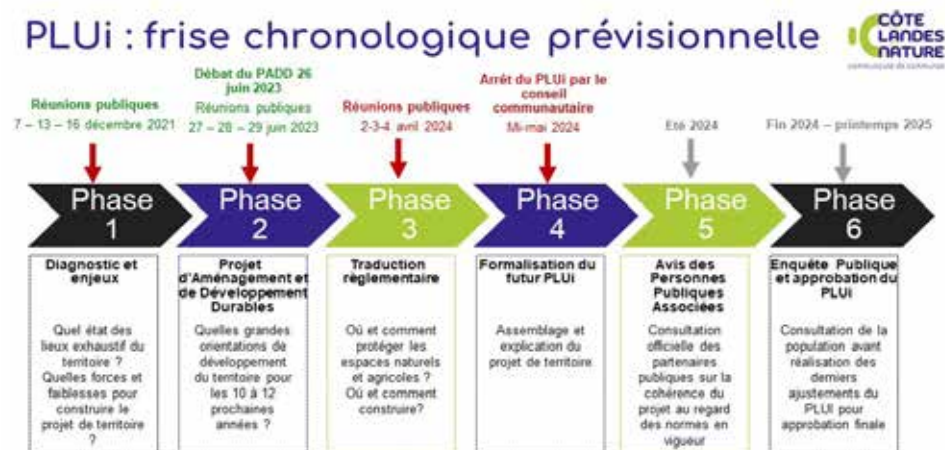 PLUi : frise chronologique prévisionnelle
CÔTE
LANDES
NATURE
communauté de communes
Réunions publiques
7 – 13 – 16 décembre 2021
Débat du PADD 26
juin 2023
Réunions publiques
27 – 28 – 29 juin 2023
Réunions publiques
2-3-4 avril 2024
Arrêt du PLUi par le
conseil
communautaire
Mi-mai 2024
Eté 2024
Fin 2024 – printemps 2025
Phase
1
Phase
2
Phase
3
Phase
4
Phase
5
Phase
6
Diagnostic et
enjeux
Quel état des
lieux exhaustif du
territoire ?
Quelles forces et
faiblesses pour
construire le
projet de territoire
?
Projet
d'Aménagement et
de Développement
Durables
Quelles grandes
orientations de
développement
du territoire pour
les 10 à 12
prochaines
années ?
Traduction
règlementaire
Où et comment
protéger les
espaces naturels
et agricoles ?
Où et comment
construire?
Formalisation du
futur PLUi
Assemblage et
explication du
projet de territoire
Avis des
Personnes
Publiques
Associées
Consultation
officielle des
partenaires
publiques sur la
cohérence du
projet au regard
des normes en
vigueur
Enquête Publique
et approbation du
PLUi
Consultation de la
population avant
réalisation des
derniers
ajustements du
PLUI pour
approbation finale